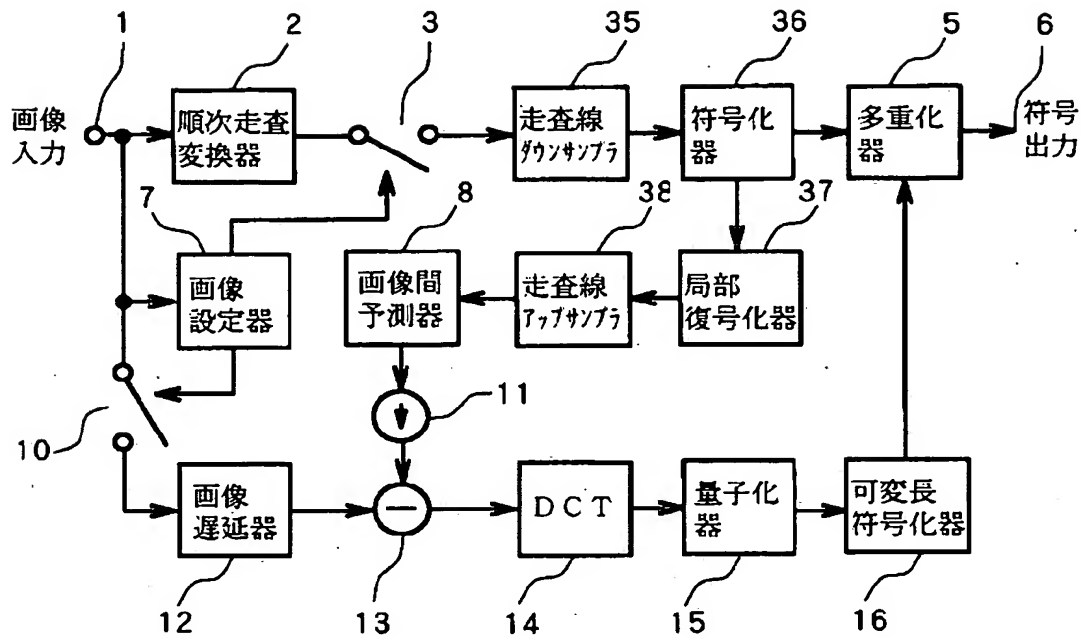 1
2
3
35
36
5
6
画像
入力
順次走査
変換器
走査線
ダウンサンプラ
符号化
器
多重化
器
符号
出力
7
8
38
37
画像
設定器
画像間
予測器
走査線
アップサンプラ
局部
復号化器
10
11
画像
遅延器
DCT
量子化
器
可変長
符号化器
12
13
14
15
16